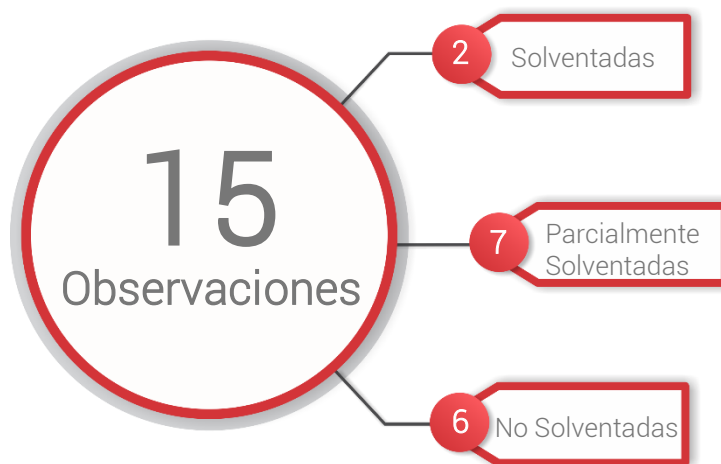 15
Observaciones
2
Solventadas
7
Parcialmente
Solventadas
6
No Solventadas